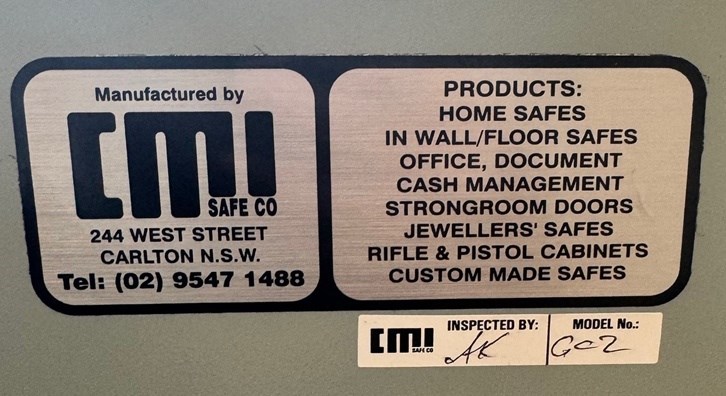 Manufactured by
CMI
SAFE CO
244 WEST STREET
CARLTON N.S.W.
Tel: (02) 9547 1488
PRODUCTS:
HOME SAFES
IN WALL/FLOOR SAFES
OFFICE, DOCUMENT
CASH MANAGEMENT
STRONGROOM DOORS
JEWELLERS' SAFES
RIFLE & PISTOL CABINETS
CUSTOM MADE SAFES
CMI
SAFE CO
INSPECTED BY:
AK
MODEL No.:
GC2